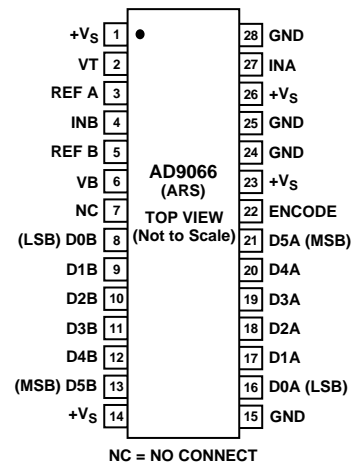 +VS 1 28 GND
VT 2 27 INA
REF A 3 26 +VS
INB 4 25 GND
REF B 5 24 GND
VB 6 23 +VS
NC 7 22 ENCODE
(LSB) D0B 8 21 D5A (MSB)
D1B 9 20 D4A
D2B 10 19 D3A
D3B 11 18 D2A
D4B 12 17 D1A
(MSB) D5B 13 16 D0A (LSB)
+VS 14 15 GND
AD9066
(ARS)
TOP VIEW
(Not to Scale)
NC = NO CONNECT